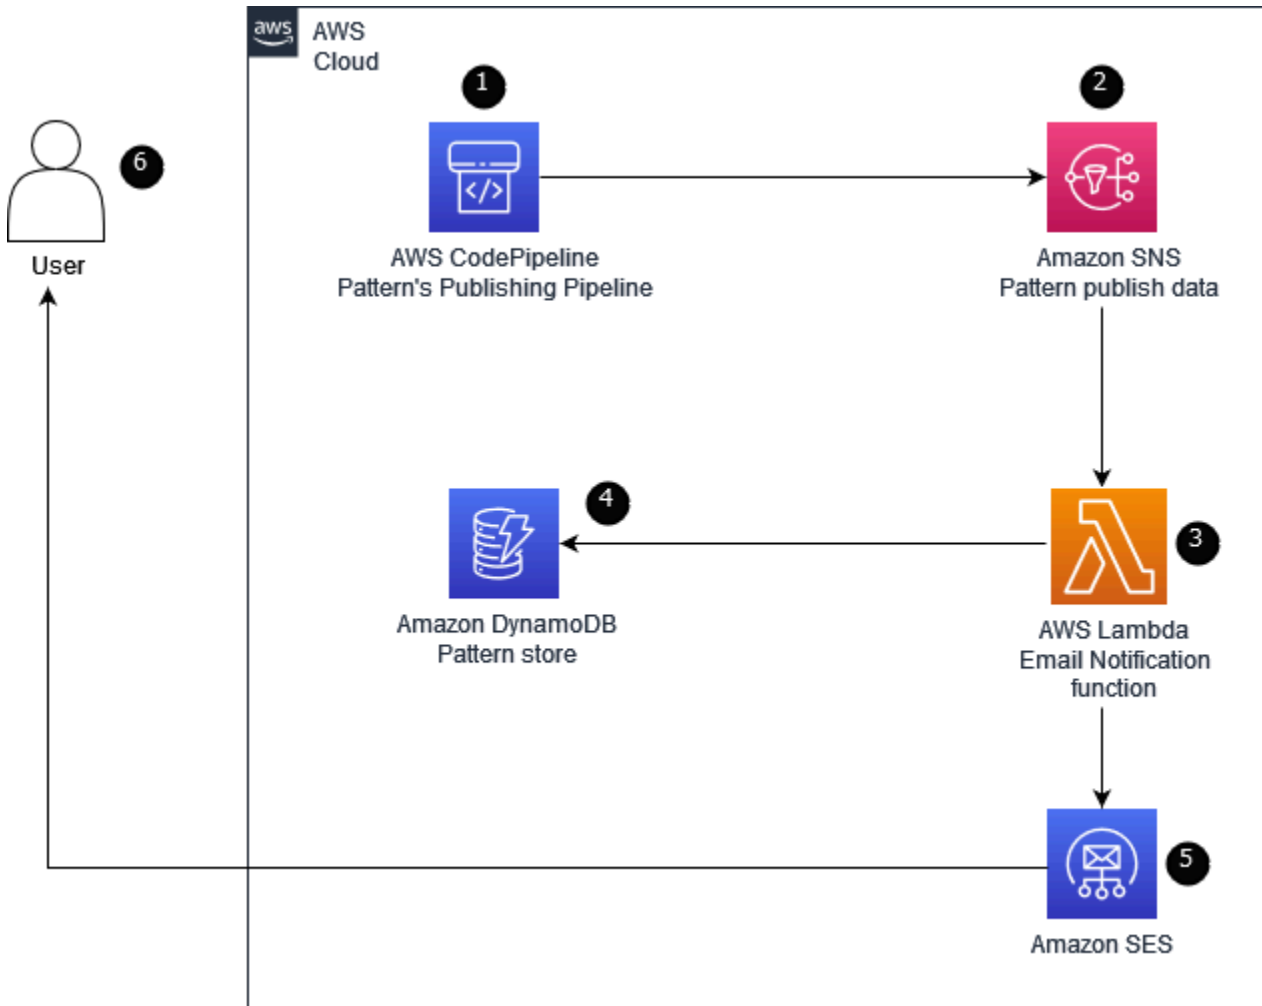 aws
AWS
Cloud
1
2
6
User
AWS CodePipeline
Pattern's Publishing Pipeline
Amazon SNS
Pattern publish data
4
3
Amazon DynamoDB
Pattern store
AWS Lambda
Email Notification
function
5
Amazon SES